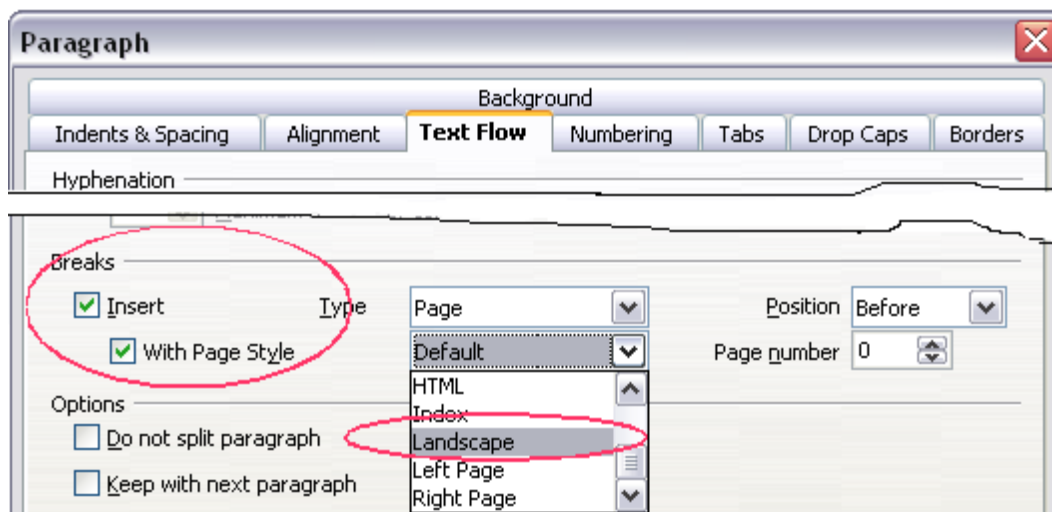 Paragraph
Background
Indents & Spacing Alignment Text Flow Numbering Tabs Drop Caps Borders
Hyphenation
Breaks
Insert Type Page Position Before
With Page Style Default Page number 0
HTML
Index
Options
Do not split paragraph Landscape
Left Page
Keep with next paragraph Right Page